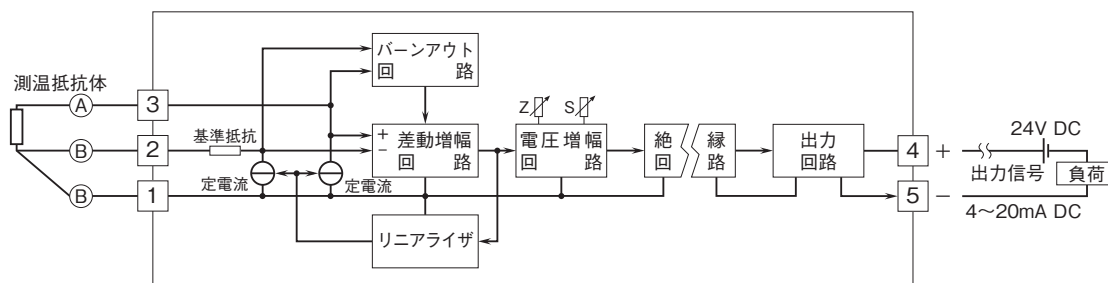 バーンアウト
回　　　路
測温抵抗体
A
3
Z
S
24V DC
B
2
基準抵抗
+
−
差動増幅
回　　路
電圧増幅
回　　路
絶
回
縁
路
出力
回路
4
+
定電流
定電流
出力信号
負荷
B
1
5
−
4〜20mA DC
リニアライザ